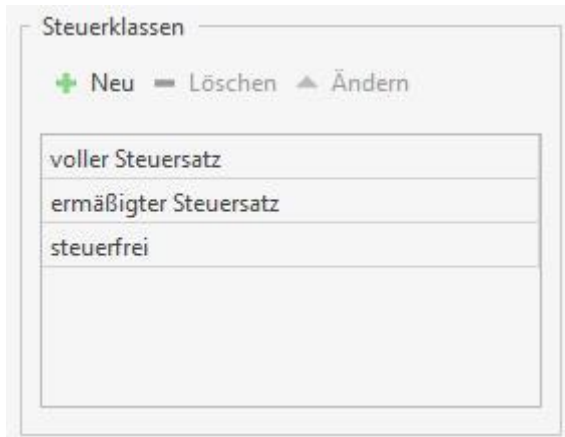 Steuerklassen
Neu Löschen Ändern
voller Steuersatz
ermäßigter Steuersatz
steuerfrei